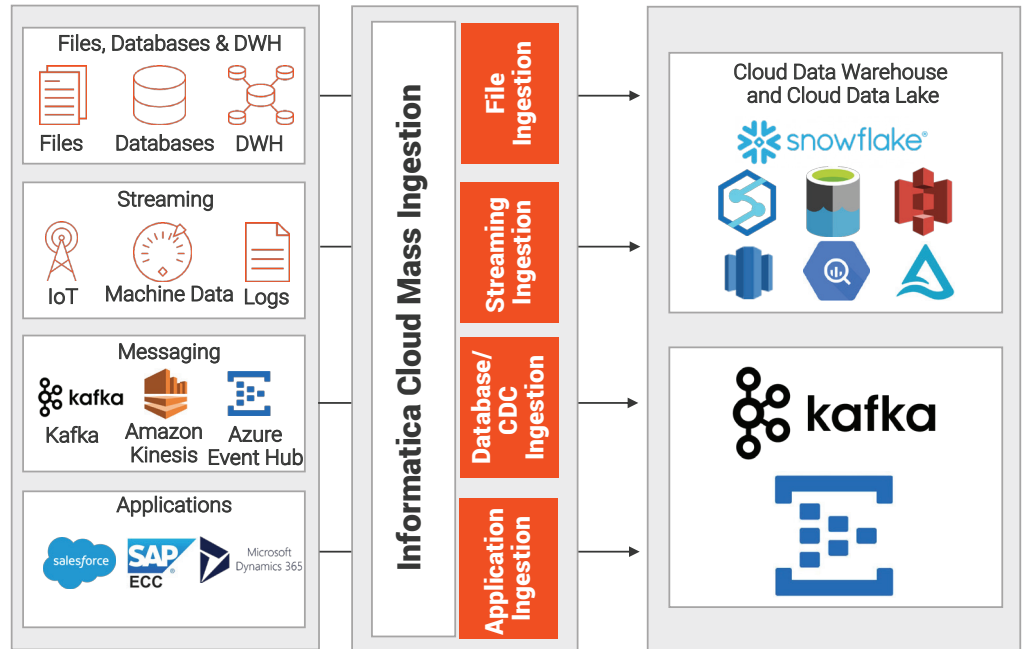 Files, Databases & DWH
Files
Databases
DWH
Streaming
IoT
Machine Data
Logs
Messaging
kafka
Kafka
Amazon
Kinesis
Azure
Event Hub
Applications
salesforce
SAP
ECC
Microsoft
Dynamics 365
Informatica Cloud Mass Ingestion
File
Ingestion
Streaming
Ingestion
Database/
CDC
Ingestion
Application
Ingestion
Cloud Data Warehouse
and Cloud Data Lake
snowflake®
kafka